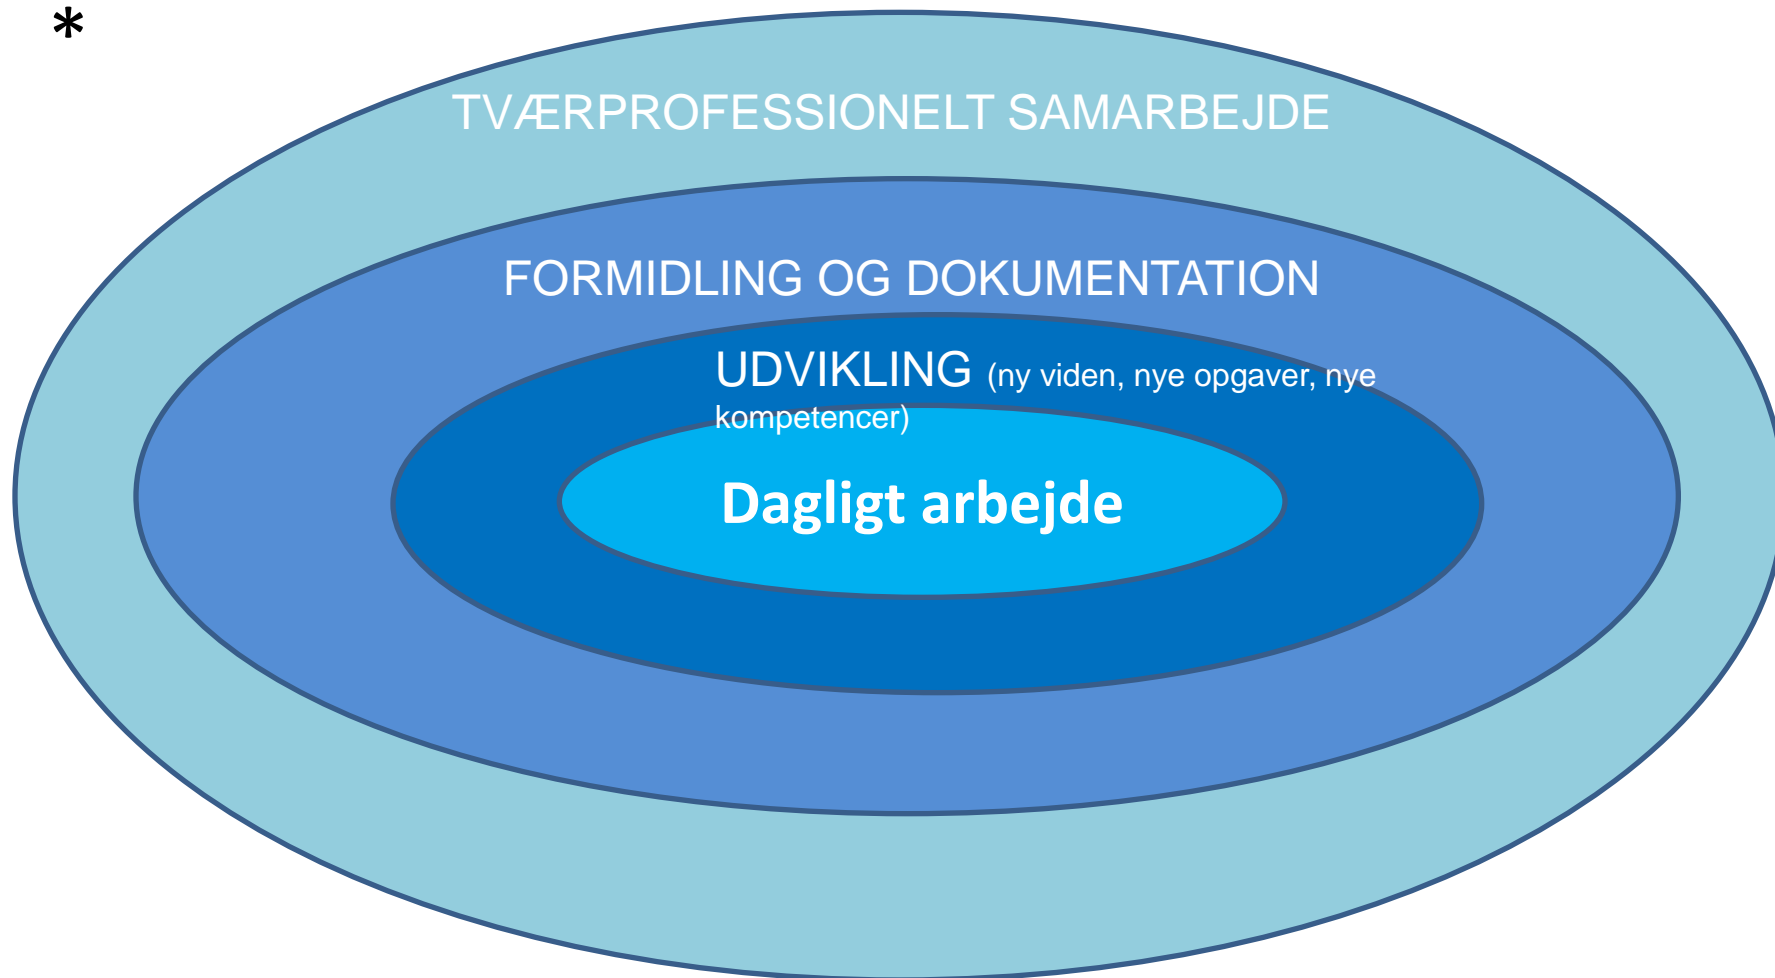 *
TVÆRPROFESSIONELT SAMARBEJDE
FORMIDLING OG DOKUMENTATION
UDVIKLING (ny viden, nye opgaver, nye
kompetencer)
Dagligt arbejde